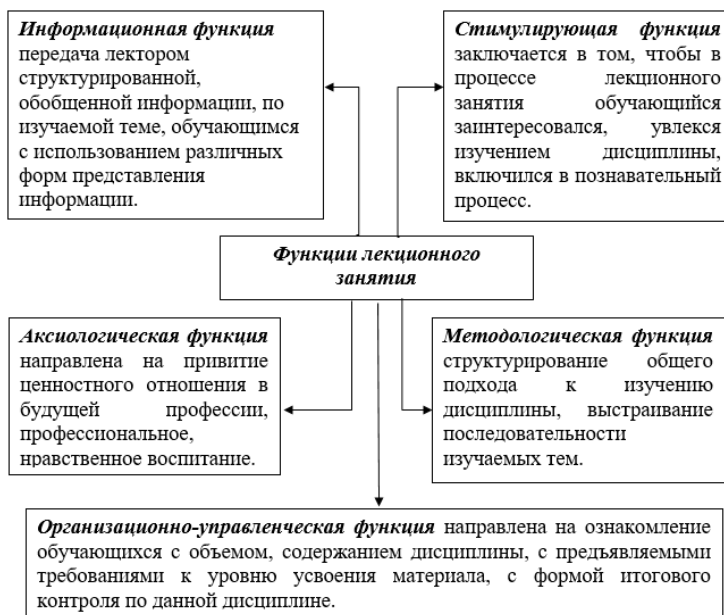 Информационная функция
передача лектором
структурированной,
обобщенной информации, по
изучаемой теме, обучающимся
с использованием различных
форм представления
информации.
Стимулирующая функция
заключается в том, чтобы в
процессе лекционного
занятия обучающийся
заинтересовался, увлекся
изучением дисциплины,
включился в познавательный
процесс.
Функции лекционного
занятия
Аксиологическая функция
направлена на привитие
ценностного отношения в
будущей профессии,
профессиональное,
нравственное воспитание.
Методологическая функция
структурирование общего
подхода к изучению
дисциплины, выстраивание
последовательности
изучаемых тем.
Организационно-управленческая функция направлена на ознакомление
обучающихся с объемом, содержанием дисциплины, с предъявляемыми
требованиями к уровню усвоения материала, с формой итогового
контроля по данной дисциплине.